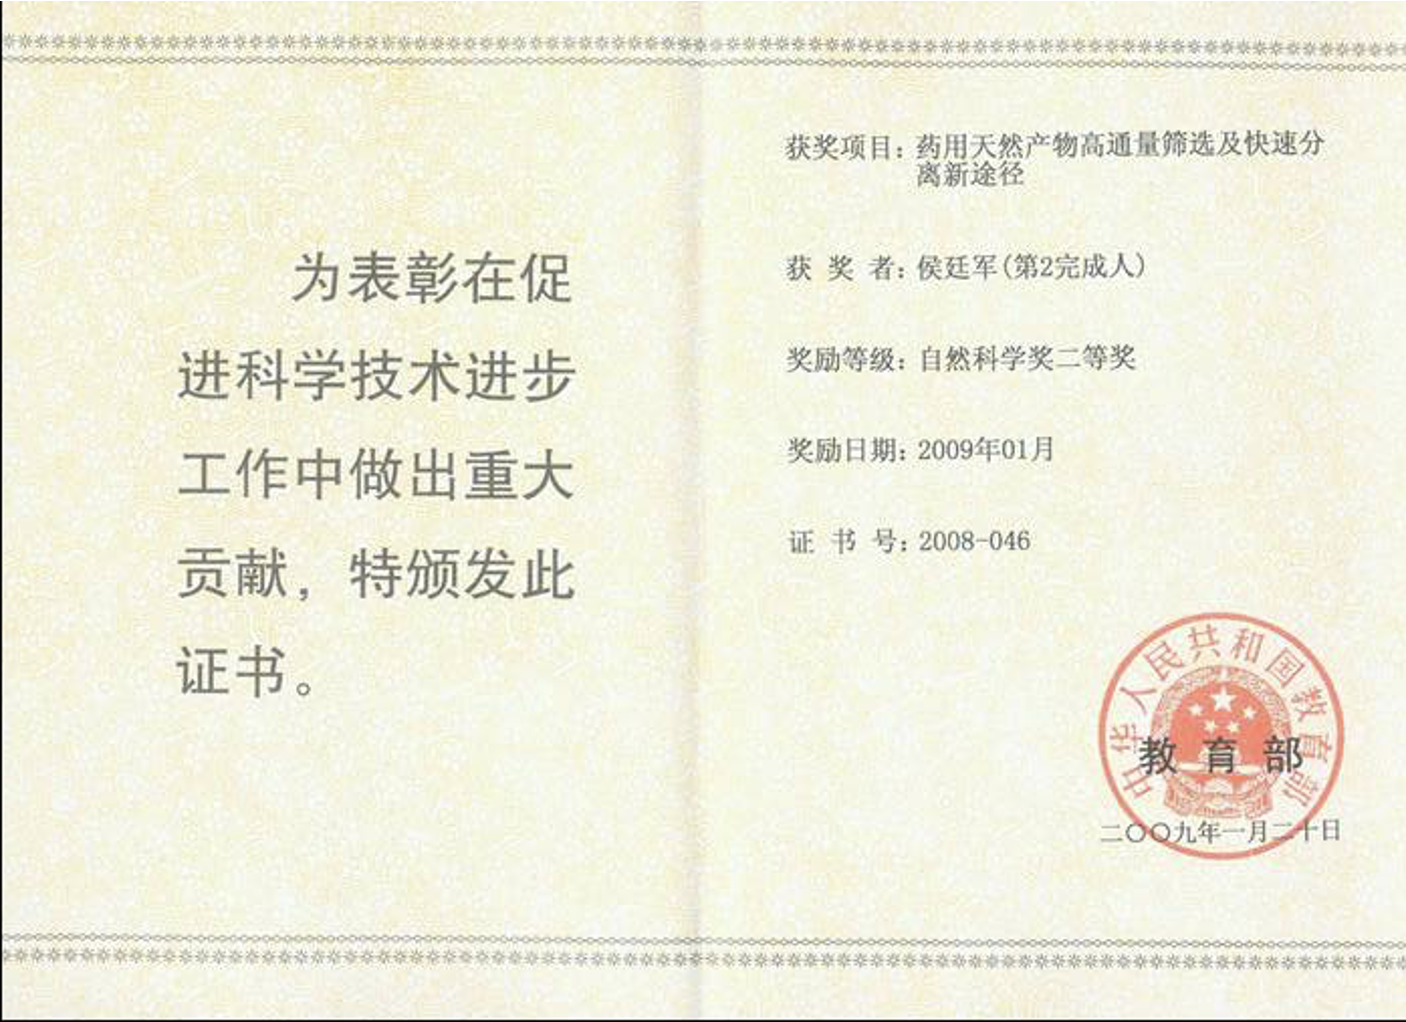 为表彰在促
进科学技术进步
工作中做出重大
贡献，特颁发此
证书。
获奖项目：药用天然产物高通量筛选及快速分
离新途径
获 奖 者：侯廷军(第2完成人)
奖励等级：自然科学奖二等奖
奖励日期：2009年01月
证 书 号：2008-046
中华人民共和国教育部
教 育 部
二〇〇九年一月二十日